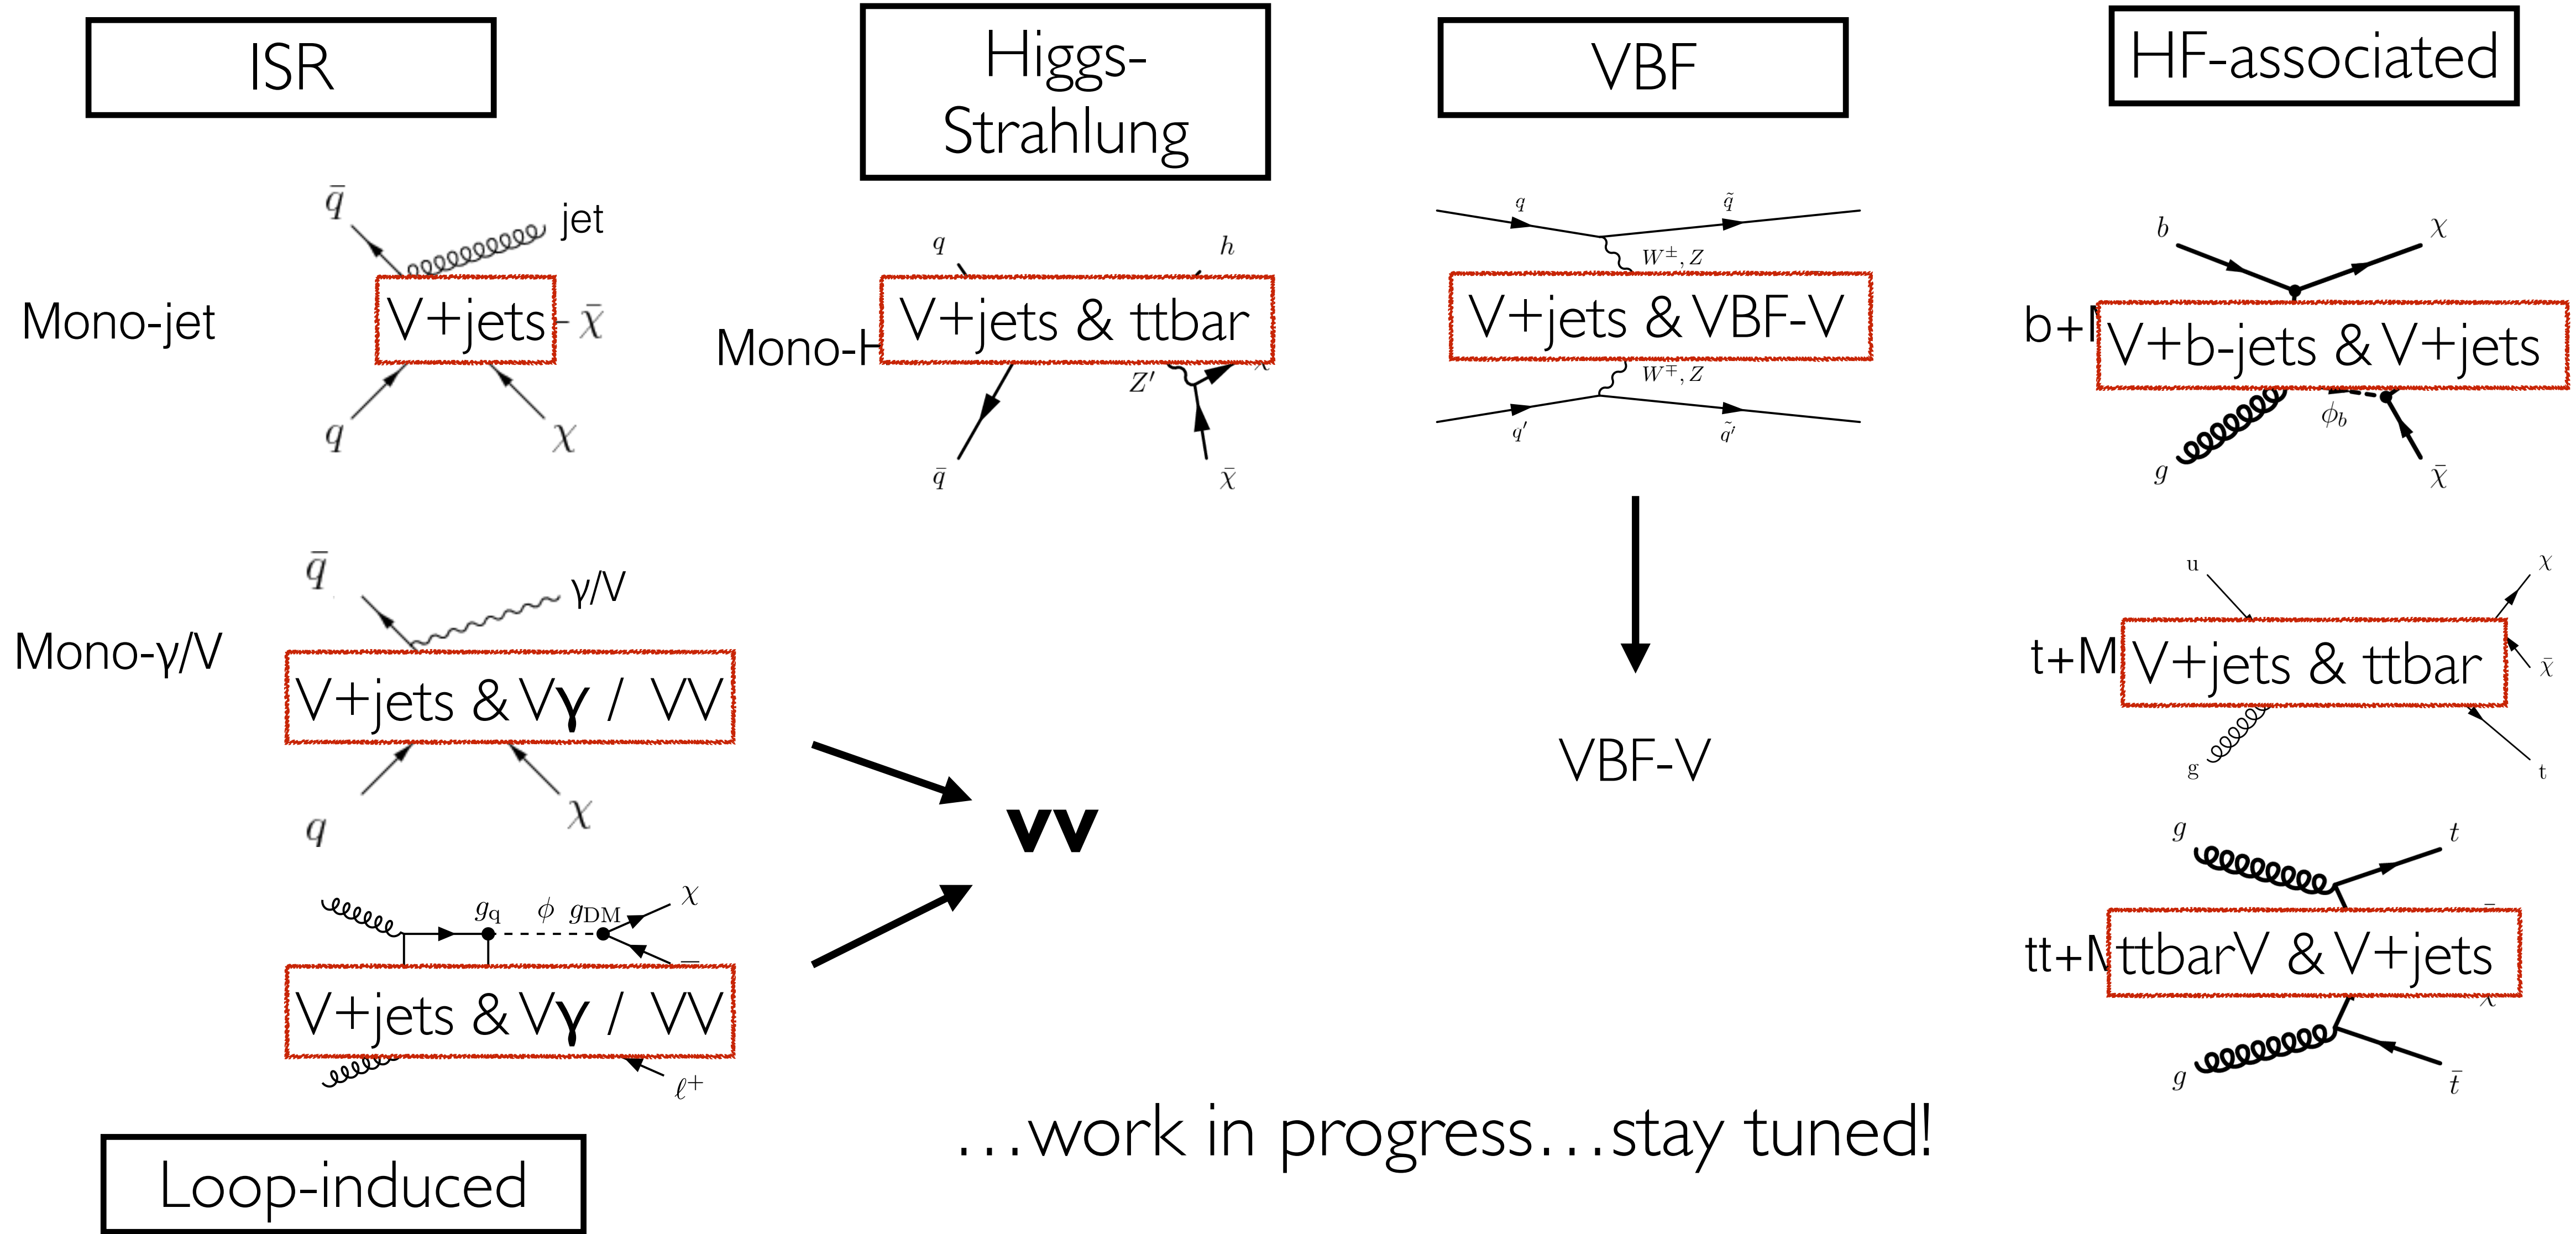 ISR
Higgs-
Strahlung
VBF
HF-associated
Mono-jet
q̄
jet
V+jets
χ̄
q
χ
Mono-H
q
h
V+jets & ttbar
Z′
q̄
χ̄
q
q̃
W±, Z
V+jets & VBF-V
W∓, Z
q′
q̃′
VBF-V
b
χ
b+M
V+b-jets & V+jets
ϕb
g
χ̄
Mono-γ/V
q̄
γ/V
V+jets & Vγ / VV
q
χ
VV
u
χ
t+M
V+jets & ttbar
χ̄
g
t
gq
ϕ
gDM
χ
V+jets & Vγ / VV
ℓ+
Loop-induced
g
t
tt+M
ttbarV & V+jets
g
t̄
…work in progress…stay tuned!